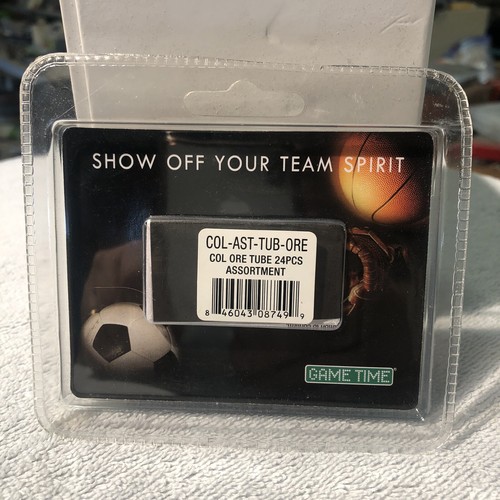 SHOW OFF YOUR TEAM SPIRIT
COL-AST-TUB-ORE
COL ORE TUBE 24PCS
ASSORTMENT
8 46043 08749 9
GAME TIME